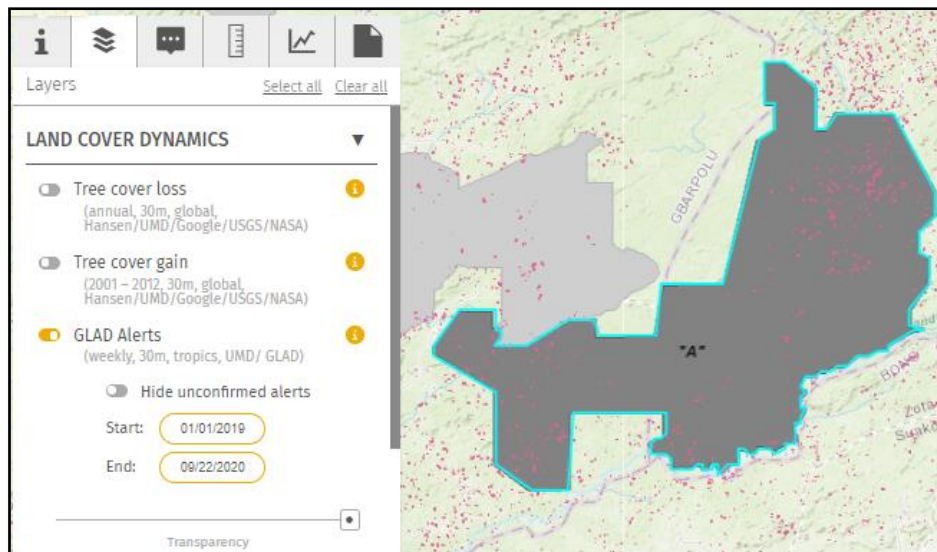 Layers Select all Clear all
LAND COVER DYNAMICS
Tree cover loss
(annual, 30m, global,
Hansen/UMD/Google/USGS/NASA)
Tree cover gain
(2001 – 2012, 30m, global,
Hansen/UMD/Google/USGS/NASA)
GLAD Alerts
(weekly, 30m, tropics, UMD/ GLAD)
Hide unconfirmed alerts
Start: 01/01/2019
End: 09/22/2020
Transparency
GBARPOLU
"A"
BONG
Zota